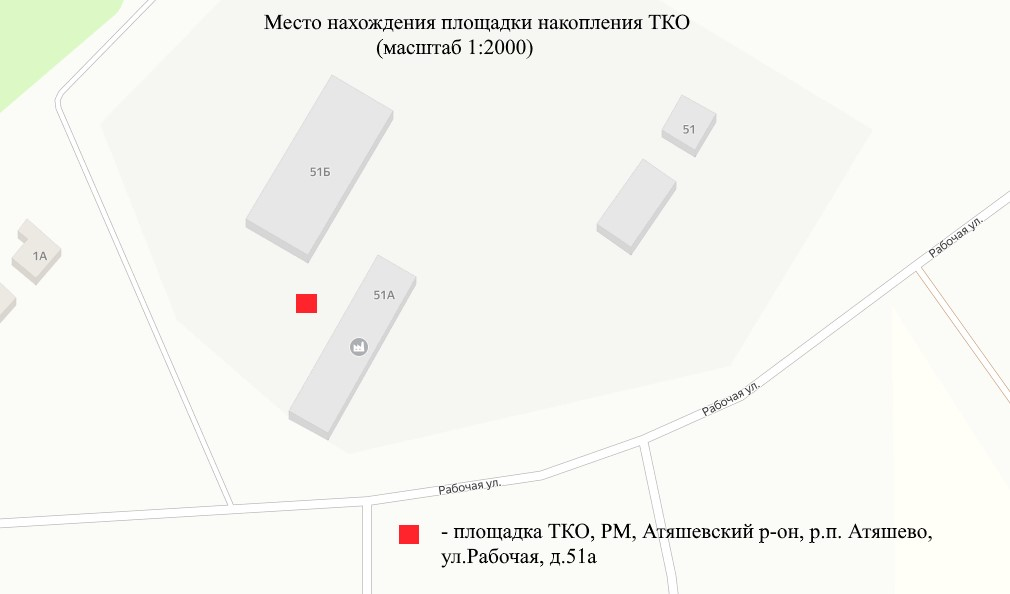 Место нахождения площадки накопления ТКО
(масштаб 1:2000)
51
51Б
Рабочая ул.
1А
51А
Рабочая ул.
Рабочая ул.
- площадка ТКО, РМ, Атяшевский р-он, р.п. Атяшево,
ул.Рабочая, д.51а